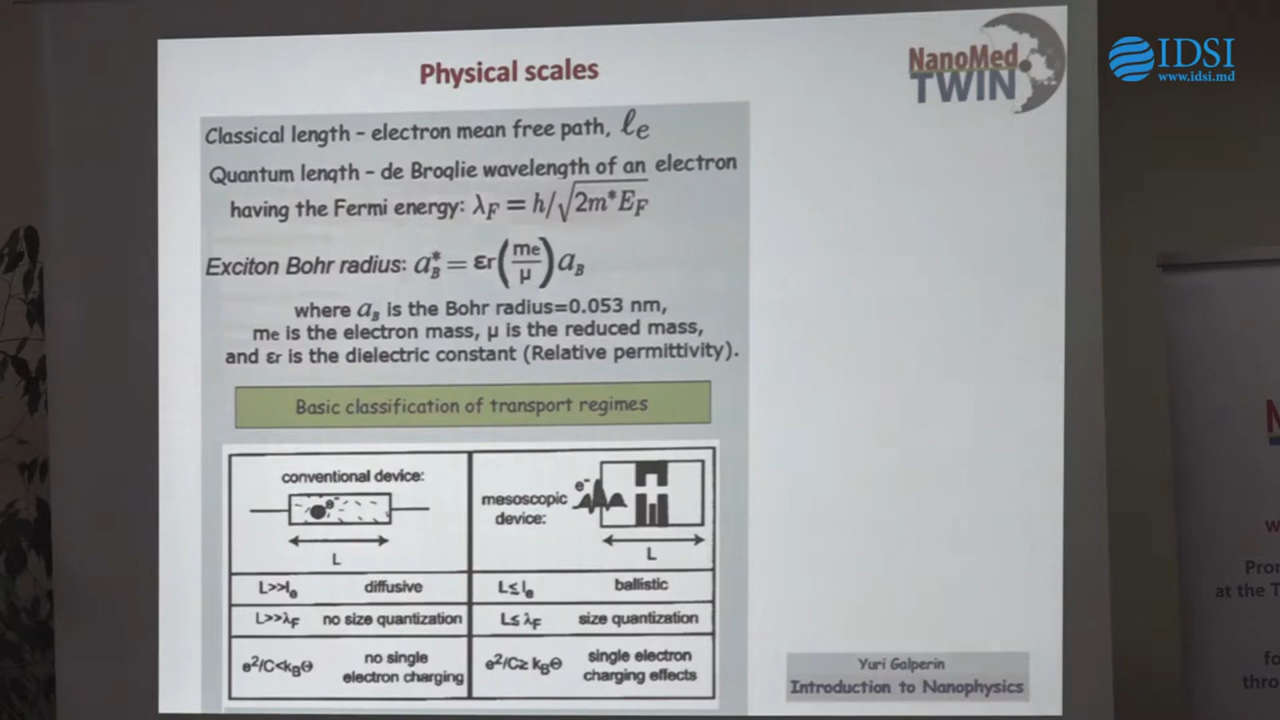 Physical scales
NanoMed
TWIN
IDSI
www.idsi.md
Classical length – electron mean free path, ℓe
Quantum length – de Broglie wavelength of an electron
having the Fermi energy: λF = h/√2m*EF
Exciton Bohr radius: a*B = εr(me/μ)aB
where aB is the Bohr radius=0.053 nm,
me is the electron mass, μ is the reduced mass,
and εr is the dielectric constant (Relative permittivity).
Basic classification of transport regimes
conventional device:
e-
L
mesoscopic
device:
e-
L
L>>le diffusive L≤le ballistic
L>>λF no size quantization L≤λF size quantization
e²/C<kBΘ no single
electron charging
e²/C≥kBΘ single electron
charging effects
Yuri Galperin
Introduction to Nanophysics
at the T